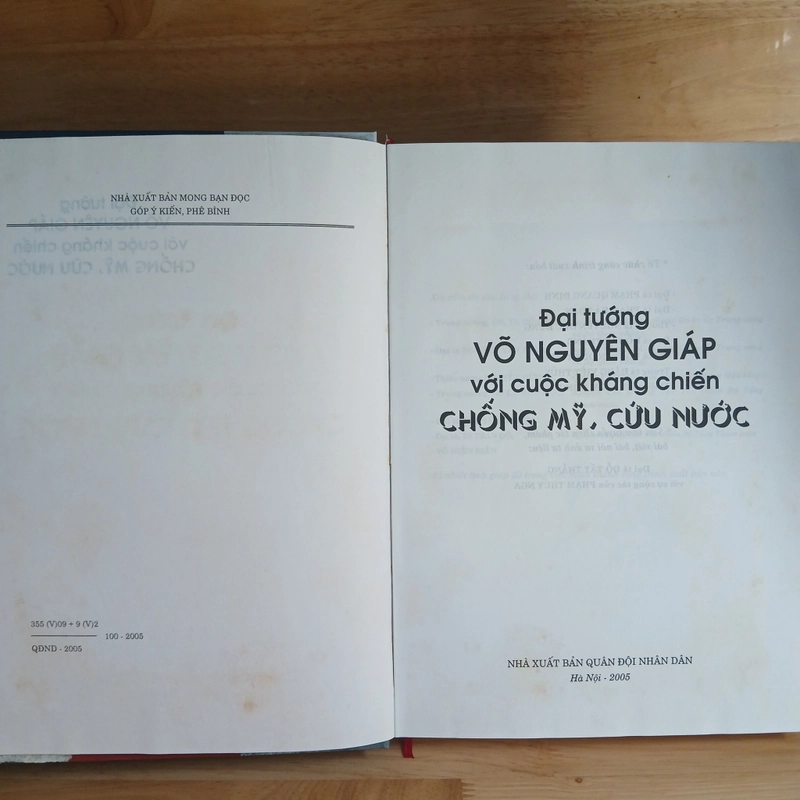 NHÀ XUẤT BẢN MONG BẠN ĐỌC
GÓP Ý KIẾN, PHÊ BÌNH
355 (V)09 + 9 (V)2
100 - 2005
QĐND - 2005
Đại tướng
VÕ NGUYÊN GIÁP
với cuộc kháng chiến
CHỐNG MỸ, CỨU NƯỚC
NHÀ XUẤT BẢN QUÂN ĐỘI NHÂN DÂN
Hà Nội - 2005